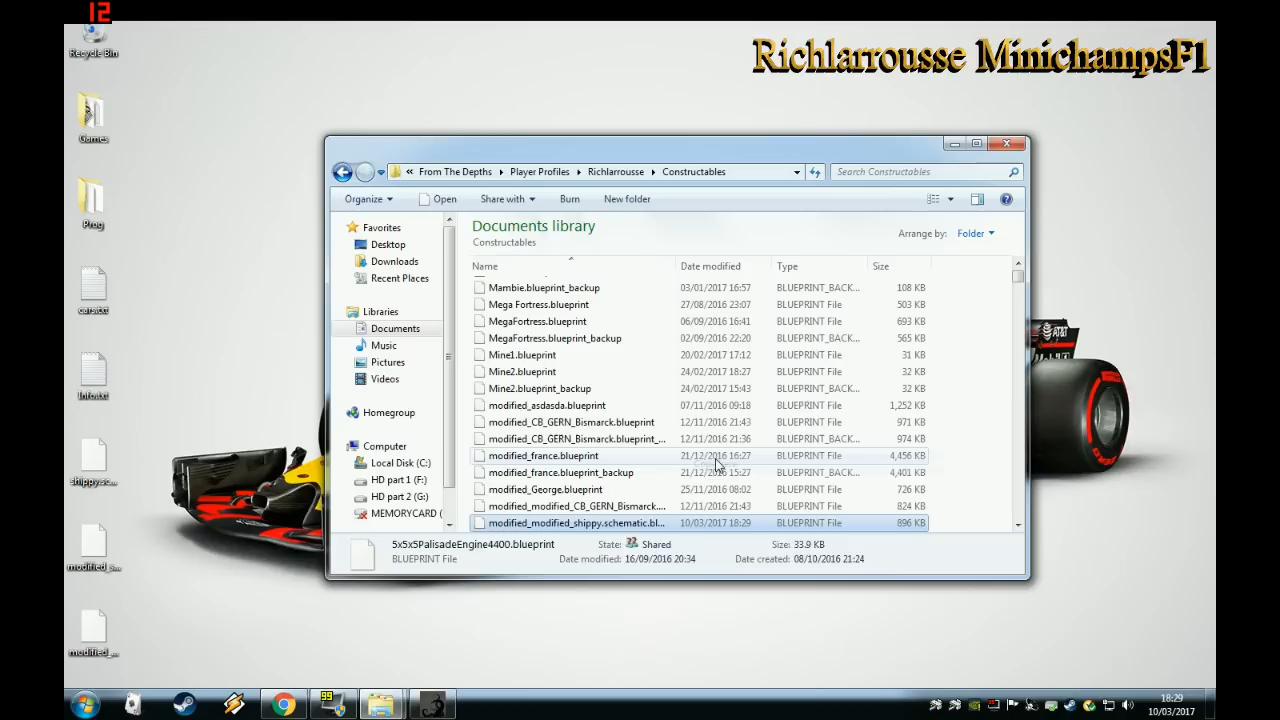 12
Richlarrousse MinichampsF1
Recycle Bin
Games
Prog
cars.txt
Info.txt
shippy.sc...
modified_s...
modified_...
« From The Depths Player Profiles Richlarrousse Constructables
Search Constructables
Organize Open Share with Burn New folder
Documents library
Constructables
Arrange by: Folder
Favorites
Desktop
Downloads
Recent Places
Libraries
Documents
Music
Pictures
Videos
Homegroup
Computer
Local Disk (C:)
HD part 1 (F:)
HD part 2 (G:)
MEMORYCARD (
Name Date modified Type Size
Mambie.blueprint_backup 03/01/2017 16:57 BLUEPRINT_BACK... 108 KB
Mega Fortress.blueprint 27/08/2016 23:07 BLUEPRINT File 503 KB
MegaFortress.blueprint 06/09/2016 16:41 BLUEPRINT File 693 KB
MegaFortress.blueprint_backup 02/09/2016 22:20 BLUEPRINT_BACK... 565 KB
Mine1.blueprint 20/02/2017 17:12 BLUEPRINT File 31 KB
Mine2.blueprint 24/02/2017 18:27 BLUEPRINT File 32 KB
Mine2.blueprint_backup 24/02/2017 15:43 BLUEPRINT_BACK... 32 KB
modified_asdasda.blueprint 07/11/2016 09:18 BLUEPRINT File 1,252 KB
modified_CB_GERN_Bismarck.blueprint 12/11/2016 21:43 BLUEPRINT File 971 KB
modified_CB_GERN_Bismarck.blueprint_... 12/11/2016 21:36 BLUEPRINT_BACK... 974 KB
modified_france.blueprint 21/12/2016 16:27 BLUEPRINT File 4,456 KB
modified_france.blueprint_backup 21/12/2016 15:27 BLUEPRINT_BACK... 4,401 KB
modified_George.blueprint 25/11/2016 08:02 BLUEPRINT File 726 KB
modified_modified_CB_GERN_Bismarck.... 12/11/2016 21:43 BLUEPRINT File 824 KB
modified_modified_shippy.schematic.bl... 10/03/2017 18:29 BLUEPRINT File 896 KB
5x5x5PalisadeEngine4400.blueprint State: Shared Size: 33.9 KB
BLUEPRINT File Date modified: 16/09/2016 20:34 Date created: 08/10/2016 21:24
AT&T
99
18:29
10/03/2017